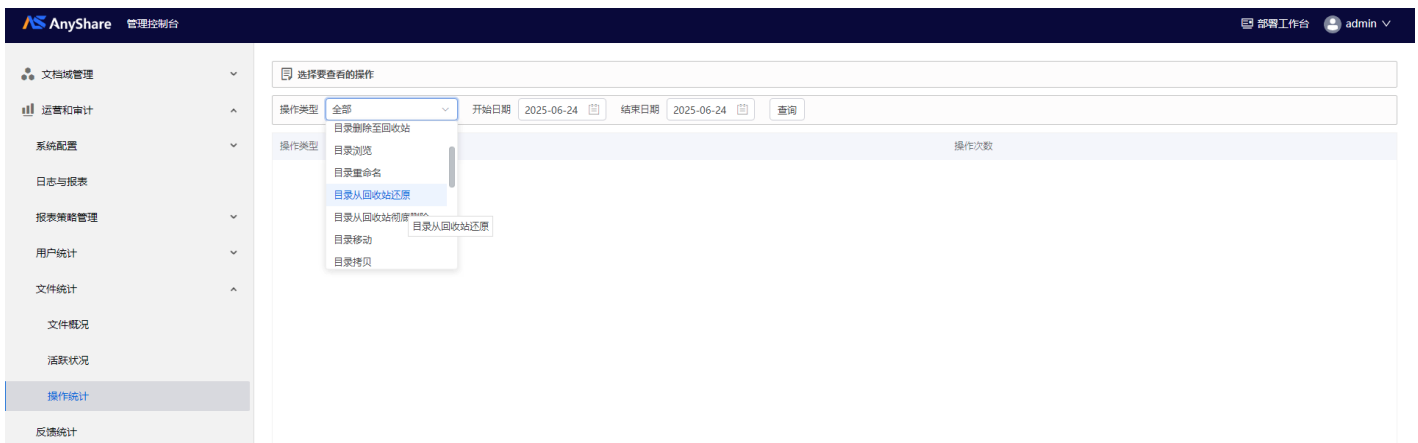 AnyShare 管理控制台 部署工作台 admin
文档域管理
运营和审计
系统配置
日志与报表
报表策略管理
用户统计
文件统计
文件概况
活跃状况
操作统计
反馈统计
选择要查看的操作
操作类型 全部 开始日期 2025-06-24 结束日期 2025-06-24 查询
操作类型 操作次数
目录删除至回收站
目录浏览
目录重命名
目录从回收站还原
目录从回收站彻底
目录从回收站还原
目录移动
目录拷贝